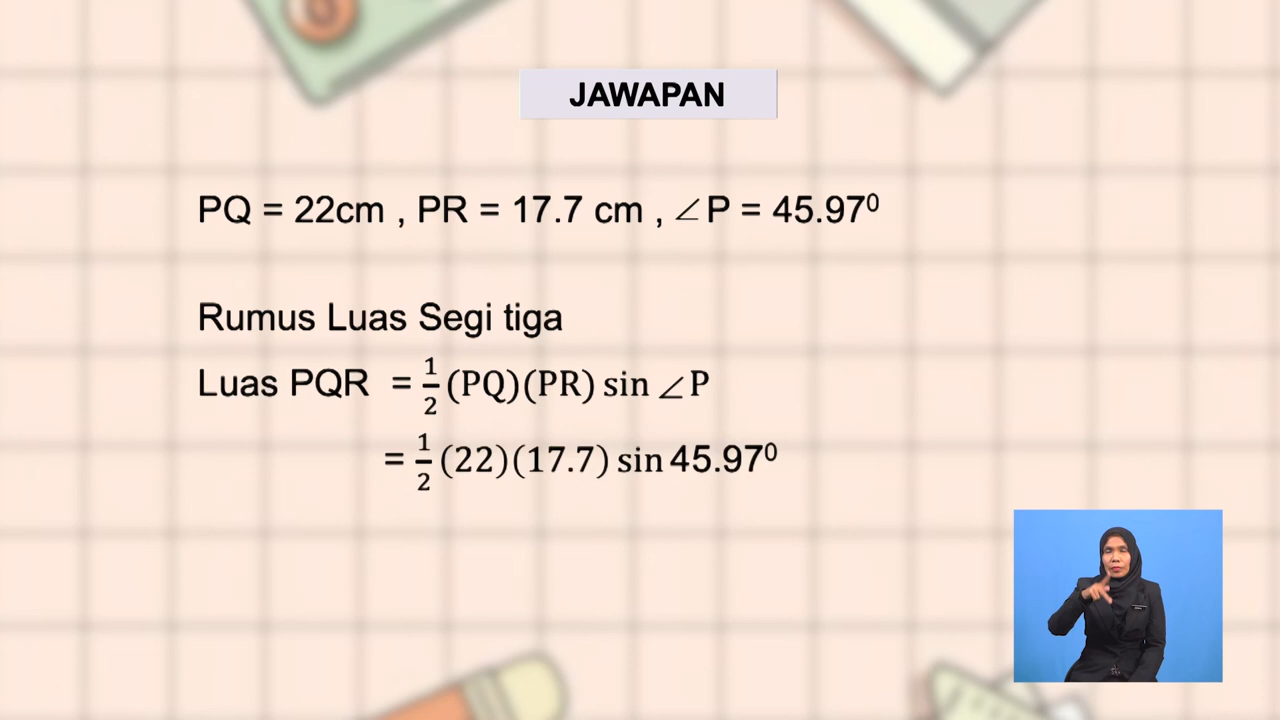 JAWAPAN
PQ = 22cm , PR = 17.7 cm , ∠P = 45.97⁰
Rumus Luas Segi tiga
Luas PQR = 1/2 (PQ)(PR) sin ∠P
= 1/2 (22)(17.7) sin 45.97⁰